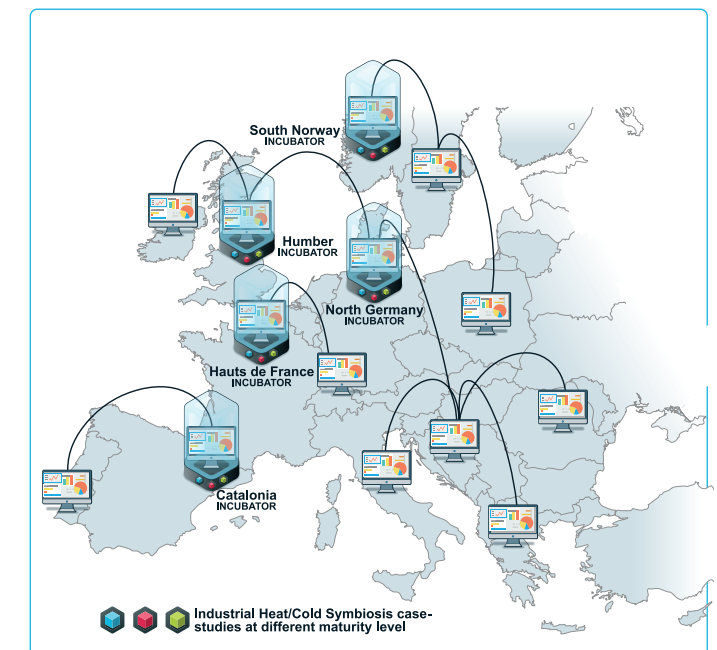 South Norway
INCUBATOR
Humber
INCUBATOR
North Germany
INCUBATOR
Hauts de France
INCUBATOR
Catalonia
INCUBATOR
Industrial Heat/Cold Symbiosis case-
studies at different maturity level